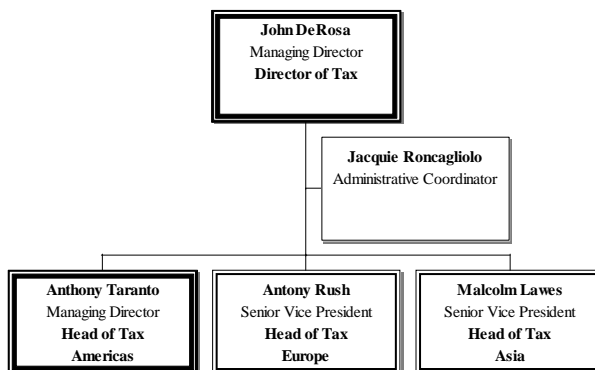 John DeRosa
Managing Director
Director of Tax
Jacquie Roncagliolo
Administrative Coordinator
Anthony Taranto
Managing Director
Head of Tax
Americas
Antony Rush
Senior Vice President
Head of Tax
Europe
Malcolm Lawes
Senior Vice President
Head of Tax
Asia